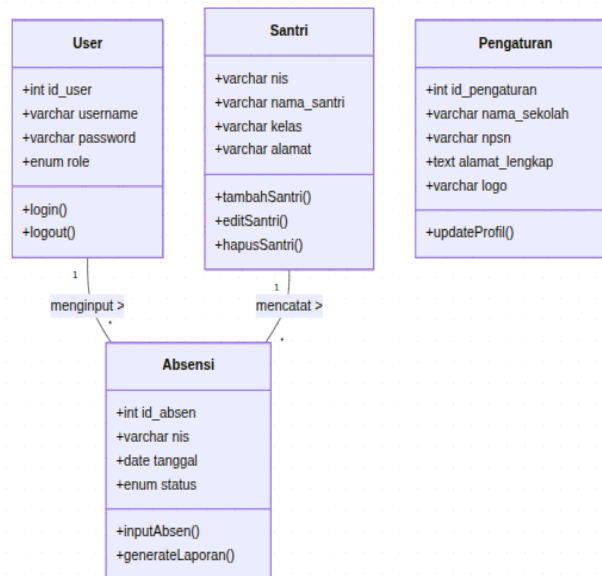 User
+int id_user
+varchar username
+varchar password
+enum role
+login()
+logout()
Santri
+varchar nis
+varchar nama_santri
+varchar kelas
+varchar alamat
+tambahSantri()
+editSantri()
+hapusSantri()
Pengaturan
+int id_pengaturan
+varchar nama_sekolah
+varchar npsn
+text alamat_lengkap
+varchar logo
+updateProfil()
1
menginput >
*
1
mencatat >
*
Absensi
+int id_absen
+varchar nis
+date tanggal
+enum status
+inputAbsen()
+generateLaporan()